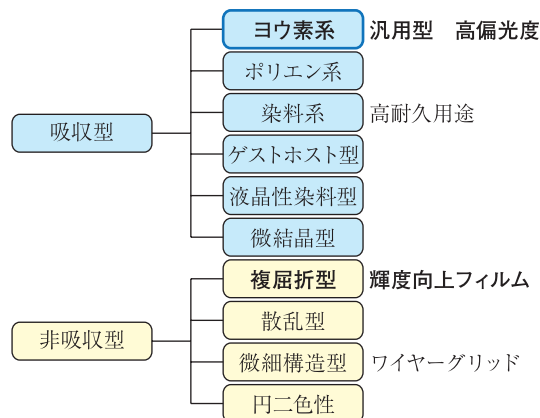 ヨウ素系 汎用型 高偏光度
ポリエン系
染料系 高耐久用途
吸収型
ゲストホスト型
液晶性染料型
微結晶型
複屈折型 輝度向上フィルム
散乱型
非吸収型
微細構造型 ワイヤーグリッド
円二色性